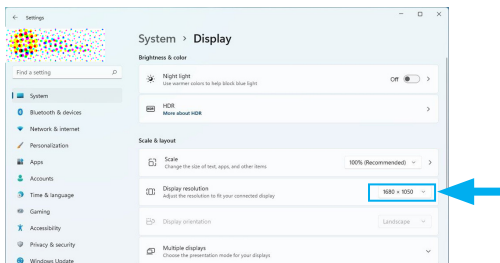 Settings
System > Display
Brightness & color
Find a setting
Night light
Use warmer colors to help block blue light
Off
HDR
More about HDR
System
Bluetooth & devices
Network & internet
Personalization
Apps
Accounts
Time & language
Gaming
Accessibility
Privacy & security
Windows Update
Scale & layout
Scale
Change the size of text, apps, and other items
100% (Recommended)
Display resolution
Adjust the resolution to fit your connected display
1680 × 1050
Display orientation
Landscape
Multiple displays
Choose the presentation mode for your displays